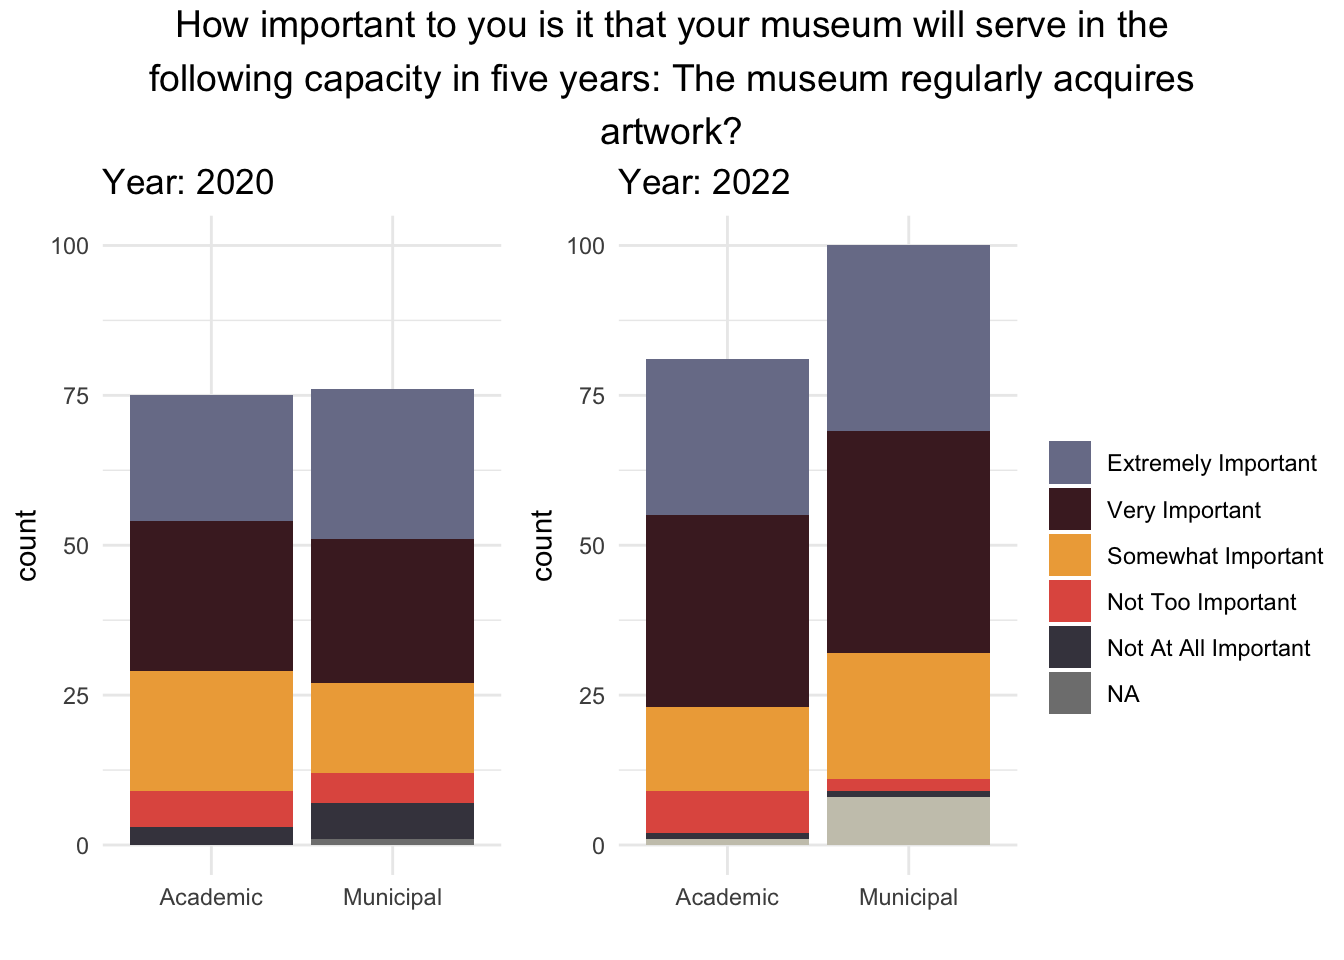 How important to you is it that your museum will serve in the
following capacity in five years: The museum regularly acquires
artwork?
Year: 2020
Year: 2022
100
75
50
25
0
count
Academic
Municipal
100
75
50
25
0
count
Academic
Municipal
Extremely Important
Very Important
Somewhat Important
Not Too Important
Not At All Important
NA